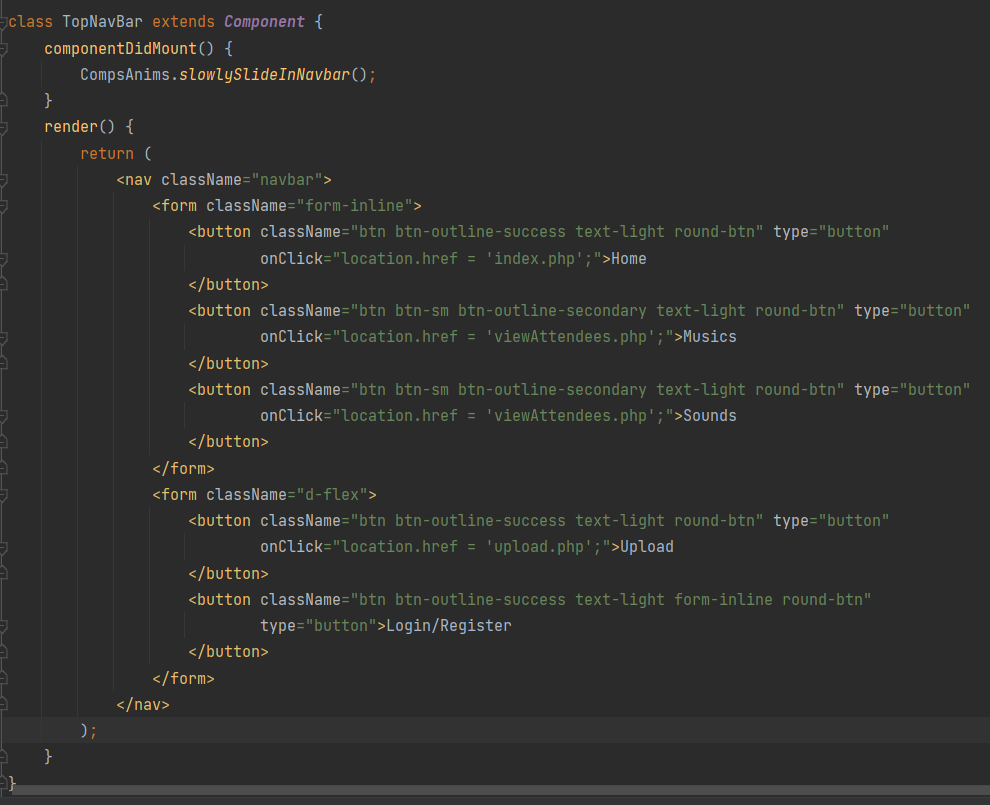 class TopNavBar extends Component {
    componentDidMount() {
        CompsAnims.slowlySlideInNavbar();
    }
    render() {
        return (
            <nav className="navbar">
                <form className="form-inline">
                    <button className="btn btn-outline-success text-light round-btn" type="button"
                            onClick="location.href = 'index.php';">Home
                    </button>
                    <button className="btn btn-sm btn-outline-secondary text-light round-btn" type="button"
                            onClick="location.href = 'viewAttendees.php';">Musics
                    </button>
                    <button className="btn btn-sm btn-outline-secondary text-light round-btn" type="button"
                            onClick="location.href = 'viewAttendees.php';">Sounds
                    </button>
                </form>
                <form className="d-flex">
                    <button className="btn btn-outline-success text-light round-btn" type="button"
                            onClick="location.href = 'upload.php';">Upload
                    </button>
                    <button className="btn btn-outline-success text-light form-inline round-btn"
                            type="button">Login/Register
                    </button>
                </form>
            </nav>
        );
    }
}